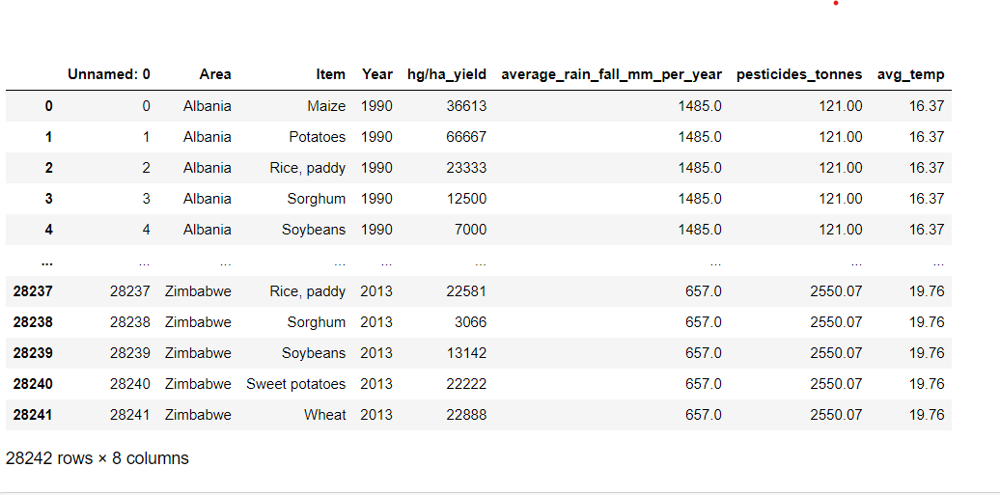 Unnamed: 0 Area Item Year hg/ha_yield average_rain_fall_mm_per_year pesticides_tonnes avg_temp
0 0 Albania Maize 1990 36613 1485.0 121.00 16.37
1 1 Albania Potatoes 1990 66667 1485.0 121.00 16.37
2 2 Albania Rice, paddy 1990 23333 1485.0 121.00 16.37
3 3 Albania Sorghum 1990 12500 1485.0 121.00 16.37
4 4 Albania Soybeans 1990 7000 1485.0 121.00 16.37
... ... ... ... ... ... ... ... ...
28237 28237 Zimbabwe Rice, paddy 2013 22581 657.0 2550.07 19.76
28238 28238 Zimbabwe Sorghum 2013 3066 657.0 2550.07 19.76
28239 28239 Zimbabwe Soybeans 2013 13142 657.0 2550.07 19.76
28240 28240 Zimbabwe Sweet potatoes 2013 22222 657.0 2550.07 19.76
28241 28241 Zimbabwe Wheat 2013 22888 657.0 2550.07 19.76
28242 rows × 8 columns